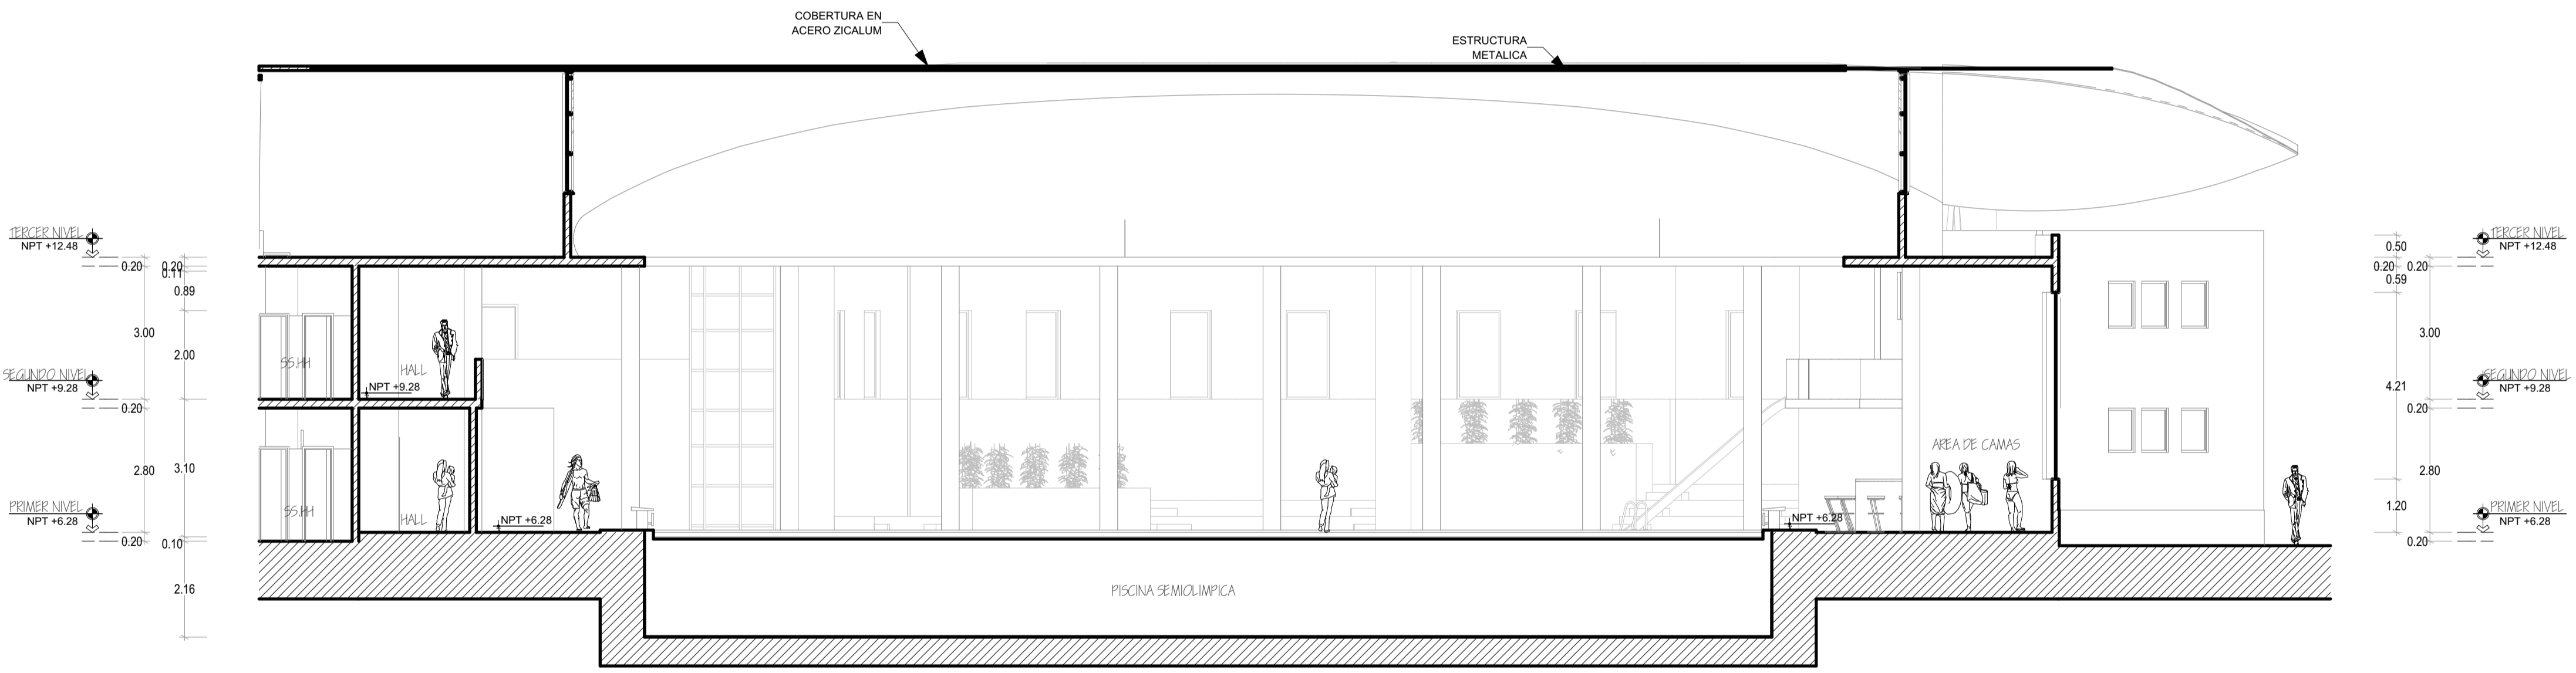 COBERTURA EN
ACERO ZICALUM
ESTRUCTURA
METALICA
TERCER NIVEL
NPT +12.48
0.20
0.20
0.11
0.89
3.00
2.00
SEGUNDO NIVEL
NPT +9.28
0.20
2.80
3.10
PRIMER NIVEL
NPT +6.28
0.20
0.10
2.16
SS.HH
HALL
NPT +9.28
SS.HH
HALL
NPT +6.28
PISCINA SEMIOLIMPICA
NPT +6.28
AREA DE CAMAS
0.50
0.20
0.20
0.59
3.00
4.21
0.20
2.80
1.20
0.20
TERCER NIVEL
NPT +12.48
SEGUNDO NIVEL
NPT +9.28
PRIMER NIVEL
NPT +6.28